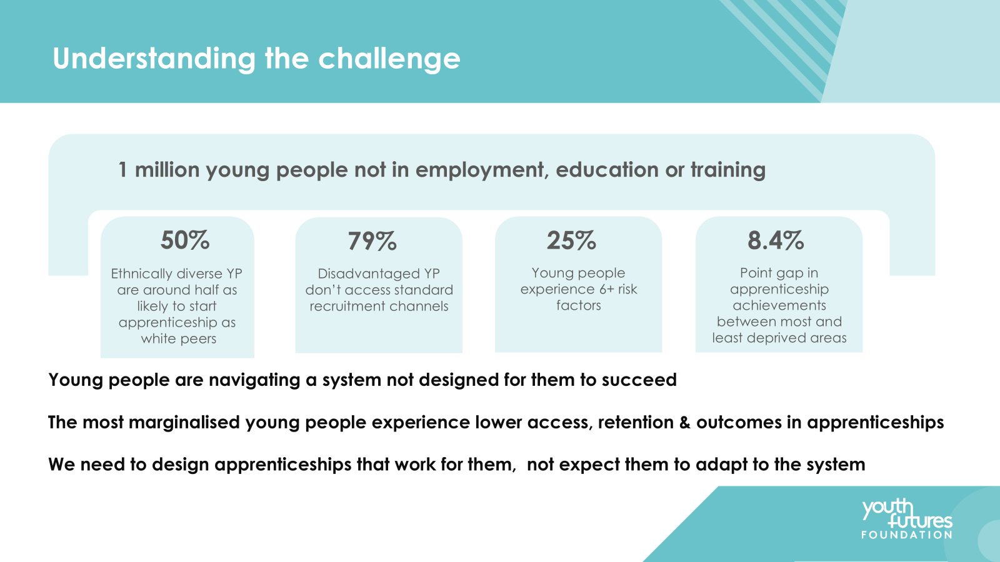 Understanding the challenge
1 million young people not in employment, education or training
50%
Ethnically diverse YP
are around half as
likely to start
apprenticeship as
white peers
79%
Disadvantaged YP
don't access standard
recruitment channels
25%
Young people
experience 6+ risk
factors
8.4%
Point gap in
apprenticeship
achievements
between most and
least deprived areas
Young people are navigating a system not designed for them to succeed
The most marginalised young people experience lower access, retention & outcomes in apprenticeships
We need to design apprenticeships that work for them,  not expect them to adapt to the system
youth
futures
FOUNDATION